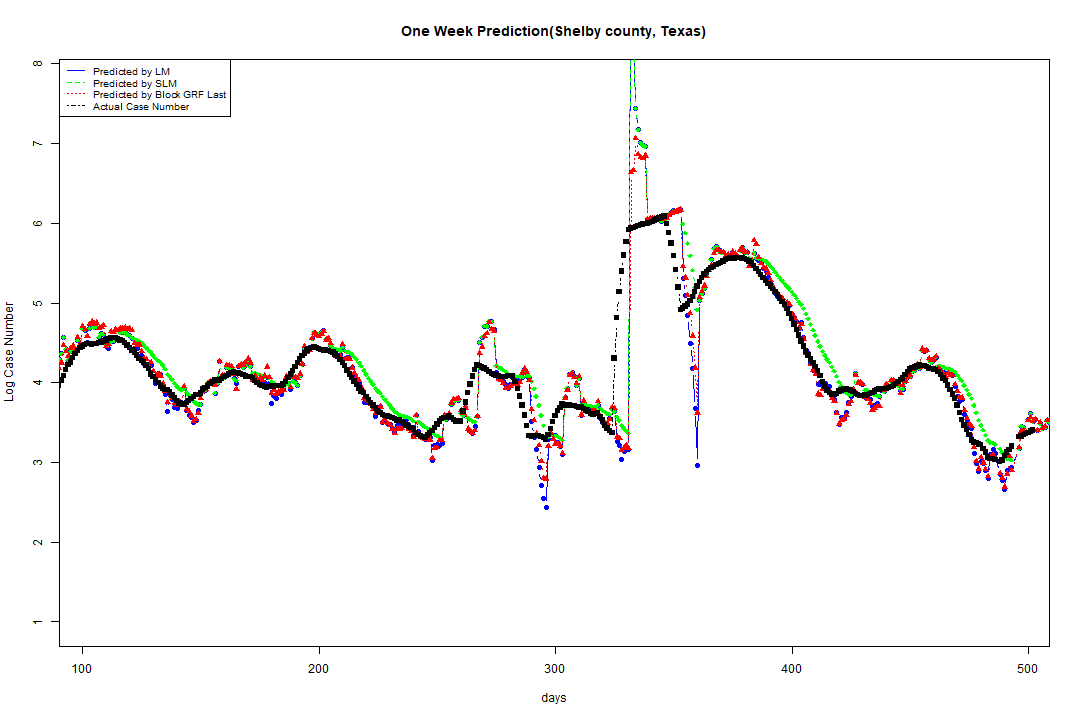 One Week Prediction(Shelby county, Texas)
Predicted by LM
Predicted by SLM
Predicted by Block GRF Last
Actual Case Number
8
7
6
5
4
3
2
1
Log Case Number
100 200 300 400 500
days